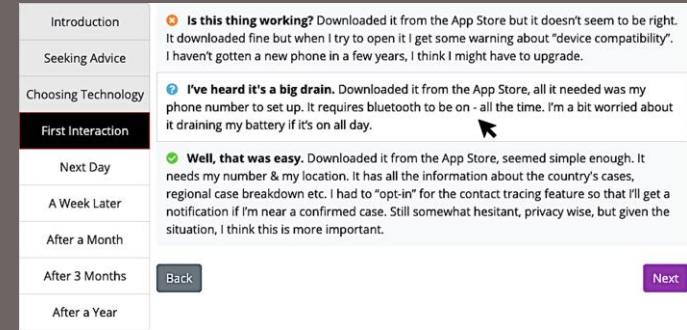 Introduction
Seeking Advice
Choosing Technology
First Interaction
Next Day
A Week Later
After a Month
After 3 Months
After a Year
Is this thing working? Downloaded it from the App Store but it doesn't seem to be right.
It downloaded fine but when I try to open it I get some warning about "device compatibility".
I haven't gotten a new phone in a few years, I think I might have to upgrade.
I've heard it's a big drain. Downloaded it from the App Store, all it needed was my
phone number to set up. It requires bluetooth to be on - all the time. I'm a bit worried about
it draining my battery if it's on all day.
Well, that was easy. Downloaded it from the App Store, seemed simple enough. It
needs my number & my location. It has all the information about the country's cases,
regional case breakdown etc. I had to "opt-in" for the contact tracing feature so that I'll get a
notification if I'm near a confirmed case. Still somewhat hesitant, privacy wise, but given the
situation, I think this is more important.
Back
Next